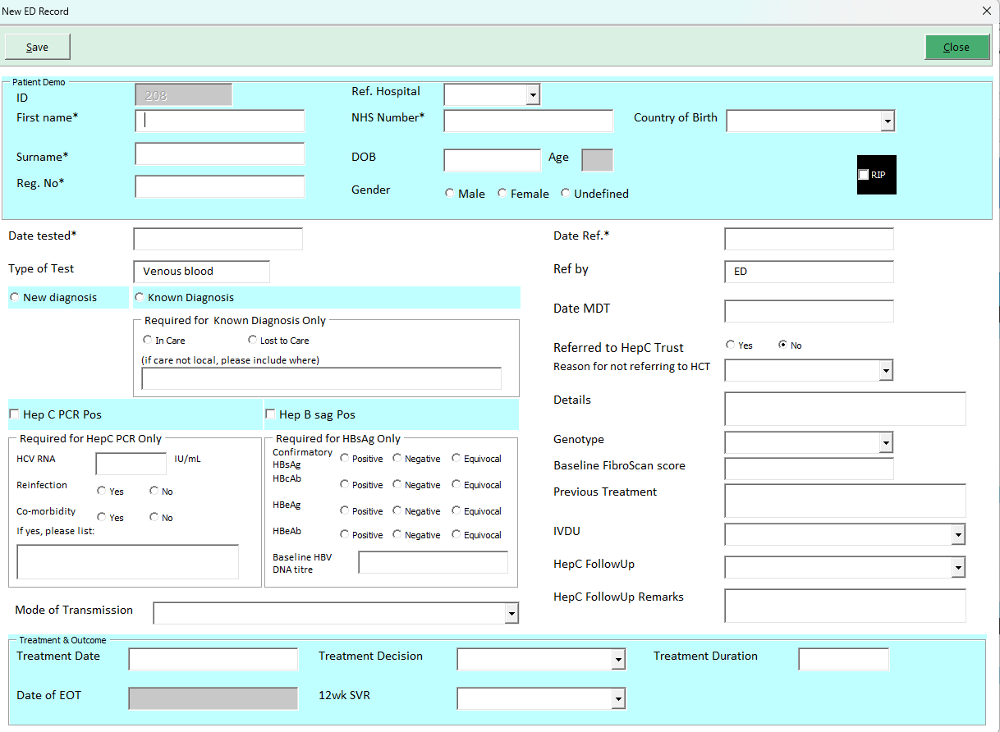 New ED Record
Save
Close
Patient Demo
ID 208 Ref. Hospital
First name* NHS Number* Country of Birth
Surname* DOB Age
RIP
Reg. No*
Gender Male Female Undefined
Date tested* Date Ref.*
Type of Test Venous blood Ref by ED
New diagnosis Known Diagnosis
Date MDT
Required for Known Diagnosis Only
In Care Lost to Care
(if care not local, please include where)
Referred to HepC Trust Yes No
Reason for not referring to HCT
Details
Hep C PCR Pos Hep B sag Pos
Required for HepC PCR Only
HCV RNA IU/mL
Reinfection Yes No
Co-morbidity Yes No
If yes, please list:
Required for HBsAg Only
Confirmatory
HBsAg Positive Negative Equivocal
HBcAb Positive Negative Equivocal
HBeAg Positive Negative Equivocal
HBeAb Positive Negative Equivocal
Baseline HBV
DNA titre
Genotype
Baseline FibroScan score
Previous Treatment
IVDU
HepC FollowUp
HepC FollowUp Remarks
Mode of Transmission
Treatment & Outcome
Treatment Date Treatment Decision Treatment Duration
Date of EOT 12wk SVR